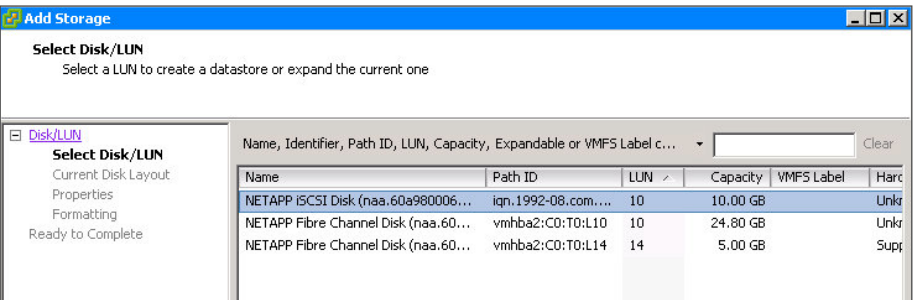 Add Storage
Select Disk/LUN
Select a LUN to create a datastore or expand the current one
Disk/LUN
Select Disk/LUN
Current Disk Layout
Properties
Formatting
Ready to Complete
Name, Identifier, Path ID, LUN, Capacity, Expandable or VMFS Label c... Clear
Name Path ID LUN Capacity VMFS Label Hard
NETAPP iSCSI Disk (naa.60a980006... iqn.1992-08.com.... 10 10.00 GB Unkr
NETAPP Fibre Channel Disk (naa.60... vmhba2:C0:T0:L10 10 24.80 GB Unkr
NETAPP Fibre Channel Disk (naa.60... vmhba2:C0:T0:L14 14 5.00 GB Supp